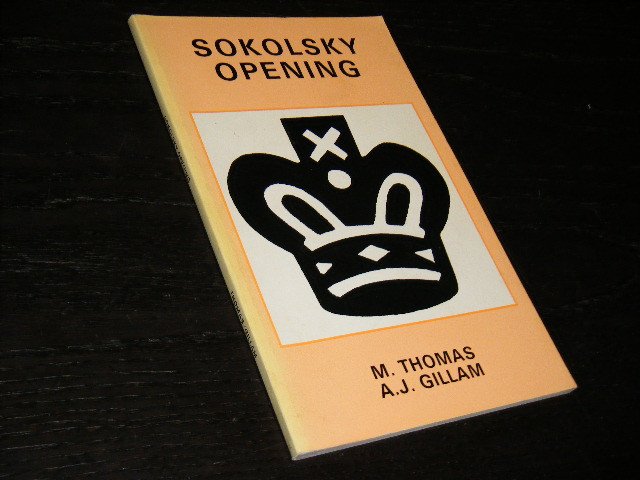 SOKOLSKY
OPENING
M. THOMAS
A.J. GILLAM